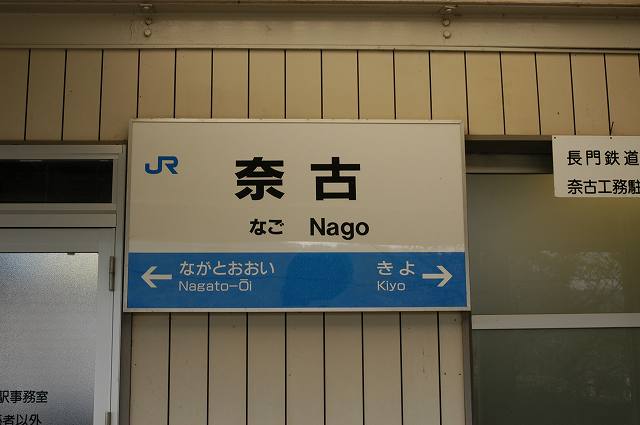 JR
奈古
なご Nago
← ながとおおい
Nagato-Ōi
きよ →
Kiyo
長門鉄道
奈古工務駐
駅事務室
係者以外